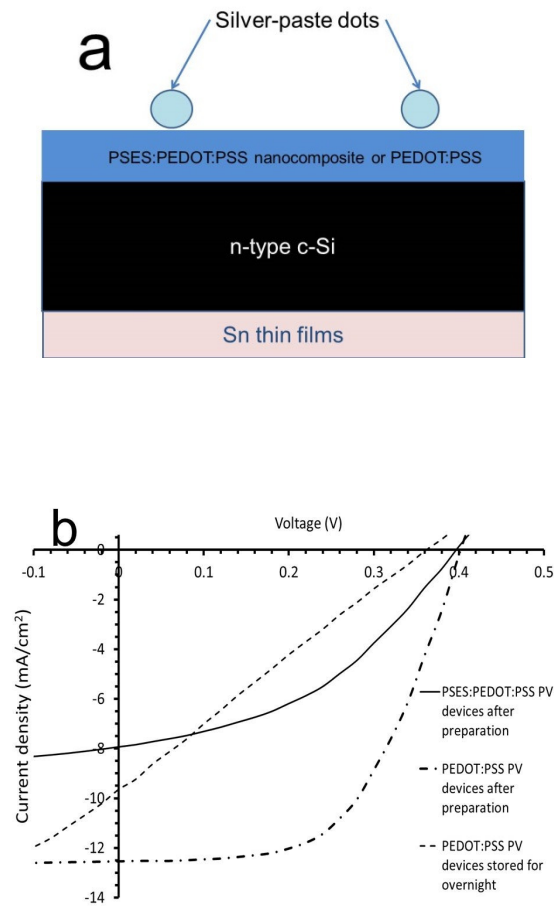 a
Silver-paste dots
PSES:PEDOT:PSS nanocomposite or PEDOT:PSS
n-type c-Si
Sn thin films
b
Voltage (V)
-0.1 0 0.1 0.2 0.3 0.4 0.5
0
-2
-4
-6
-8
-10
-12
-14
Current density (mA/cm²)
PSES:PEDOT:PSS PV
devices after
preparation
PEDOT:PSS PV
devices after
preparation
PEDOT:PSS PV
devices stored for
overnight